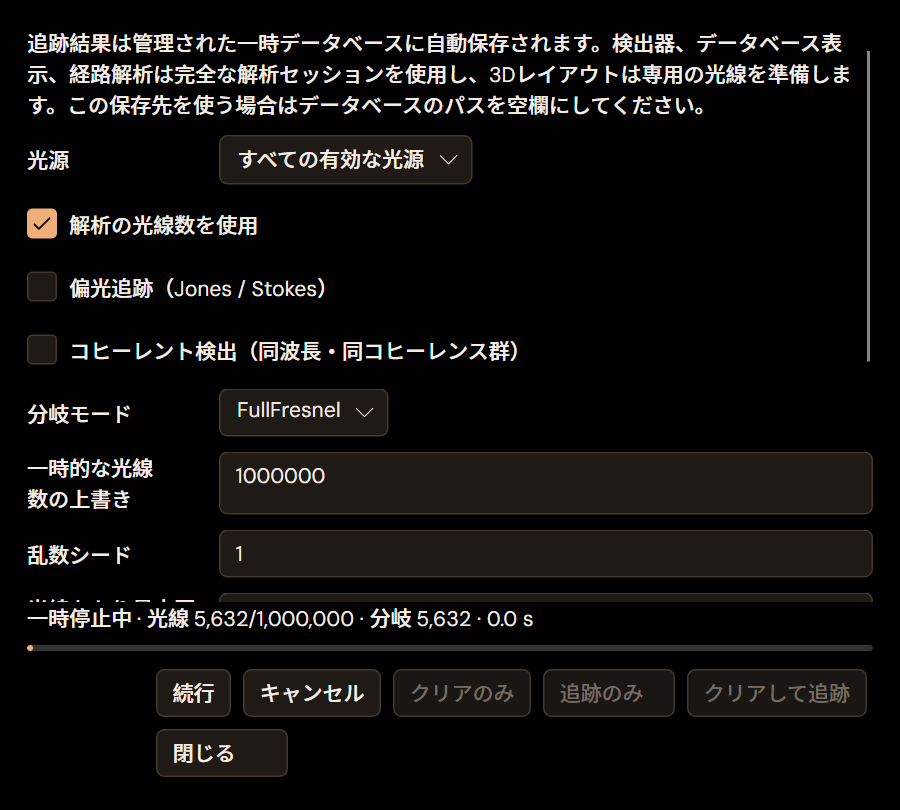 追跡結果は管理された一時データベースに自動保存されます。検出器、データベース表
示、経路解析は完全な解析セッションを使用し、3Dレイアウトは専用の光線を準備しま
す。この保存先を使う場合はデータベースのパスを空欄にしてください。
光源
すべての有効な光源
解析の光線数を使用
偏光追跡（Jones / Stokes）
コヒーレント検出（同波長・同コヒーレンス群）
分岐モード
FullFresnel
一時的な光線
数の上書き
1000000
乱数シード
1
一時停止中 · 光線 5,632/1,000,000 · 分岐 5,632 · 0.0 s
続行
キャンセル
クリアのみ
追跡のみ
クリアして追跡
閉じる